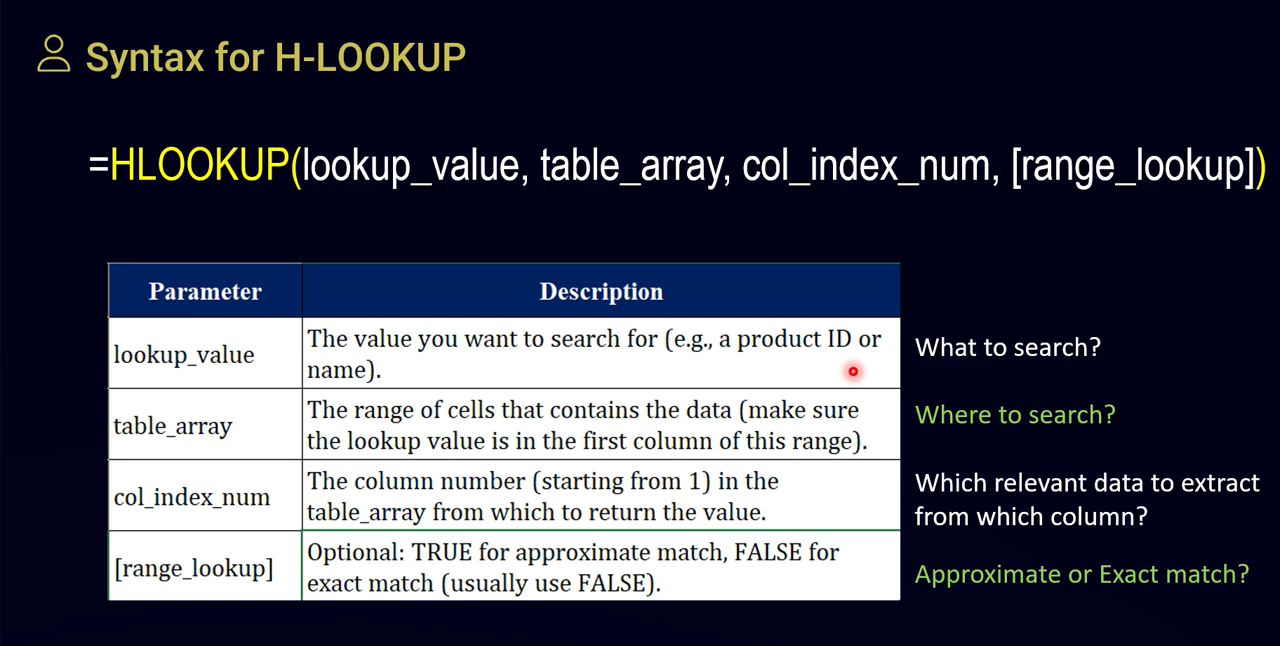 Syntax for H-LOOKUP
=HLOOKUP(lookup_value, table_array, col_index_num, [range_lookup])
Parameter Description
lookup_value
The value you want to search for (e.g., a product ID or
name).
What to search?
table_array
The range of cells that contains the data (make sure
the lookup value is in the first column of this range).
Where to search?
col_index_num
The column number (starting from 1) in the
table_array from which to return the value.
Which relevant data to extract
from which column?
[range_lookup]
Optional: TRUE for approximate match, FALSE for
exact match (usually use FALSE).
Approximate or Exact match?